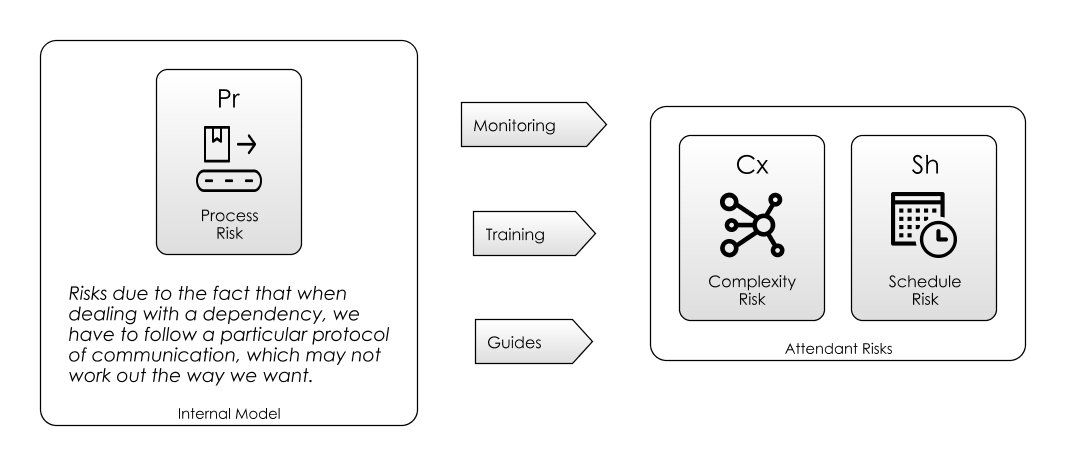 Pr
Process
Risk
Risks due to the fact that when
dealing with a dependency, we
have to follow a particular protocol
of communication, which may not
work out the way we want.
Internal Model
Monitoring
Training
Guides
Cx
Complexity
Risk
Sh
Schedule
Risk
Attendant Risks